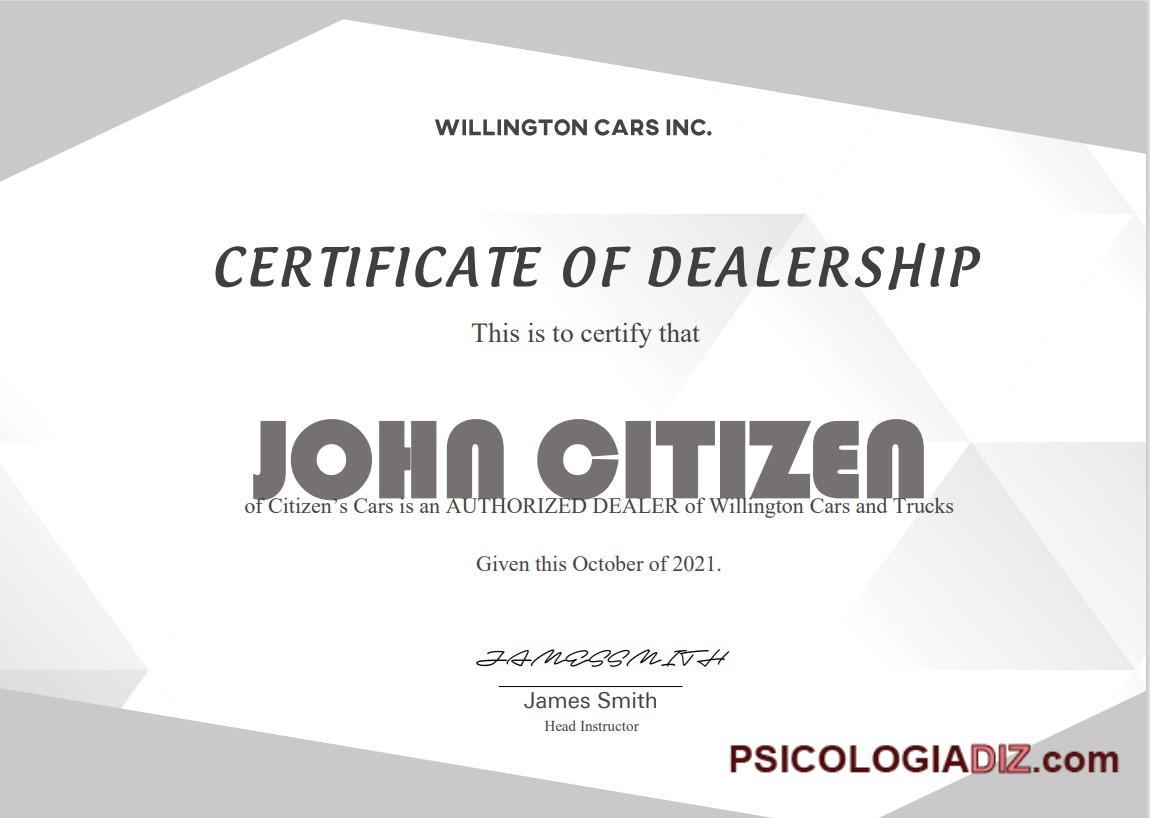 WILLINGTON CARS INC.
CERTIFICATE OF DEALERSHIP
This is to certify that
JOHN CITIZEN
of Citizen’s Cars is an AUTHORIZED DEALER of Willington Cars and Trucks
Given this October of 2021.
JAMESSMITH
James Smith
Head Instructor
PSICOLOGIADIZ.com